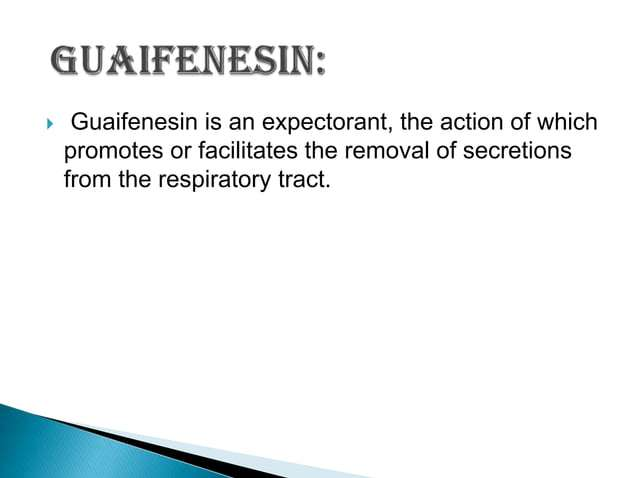 GUAIFENESIN:
Guaifenesin is an expectorant, the action of which
promotes or facilitates the removal of secretions
from the respiratory tract.